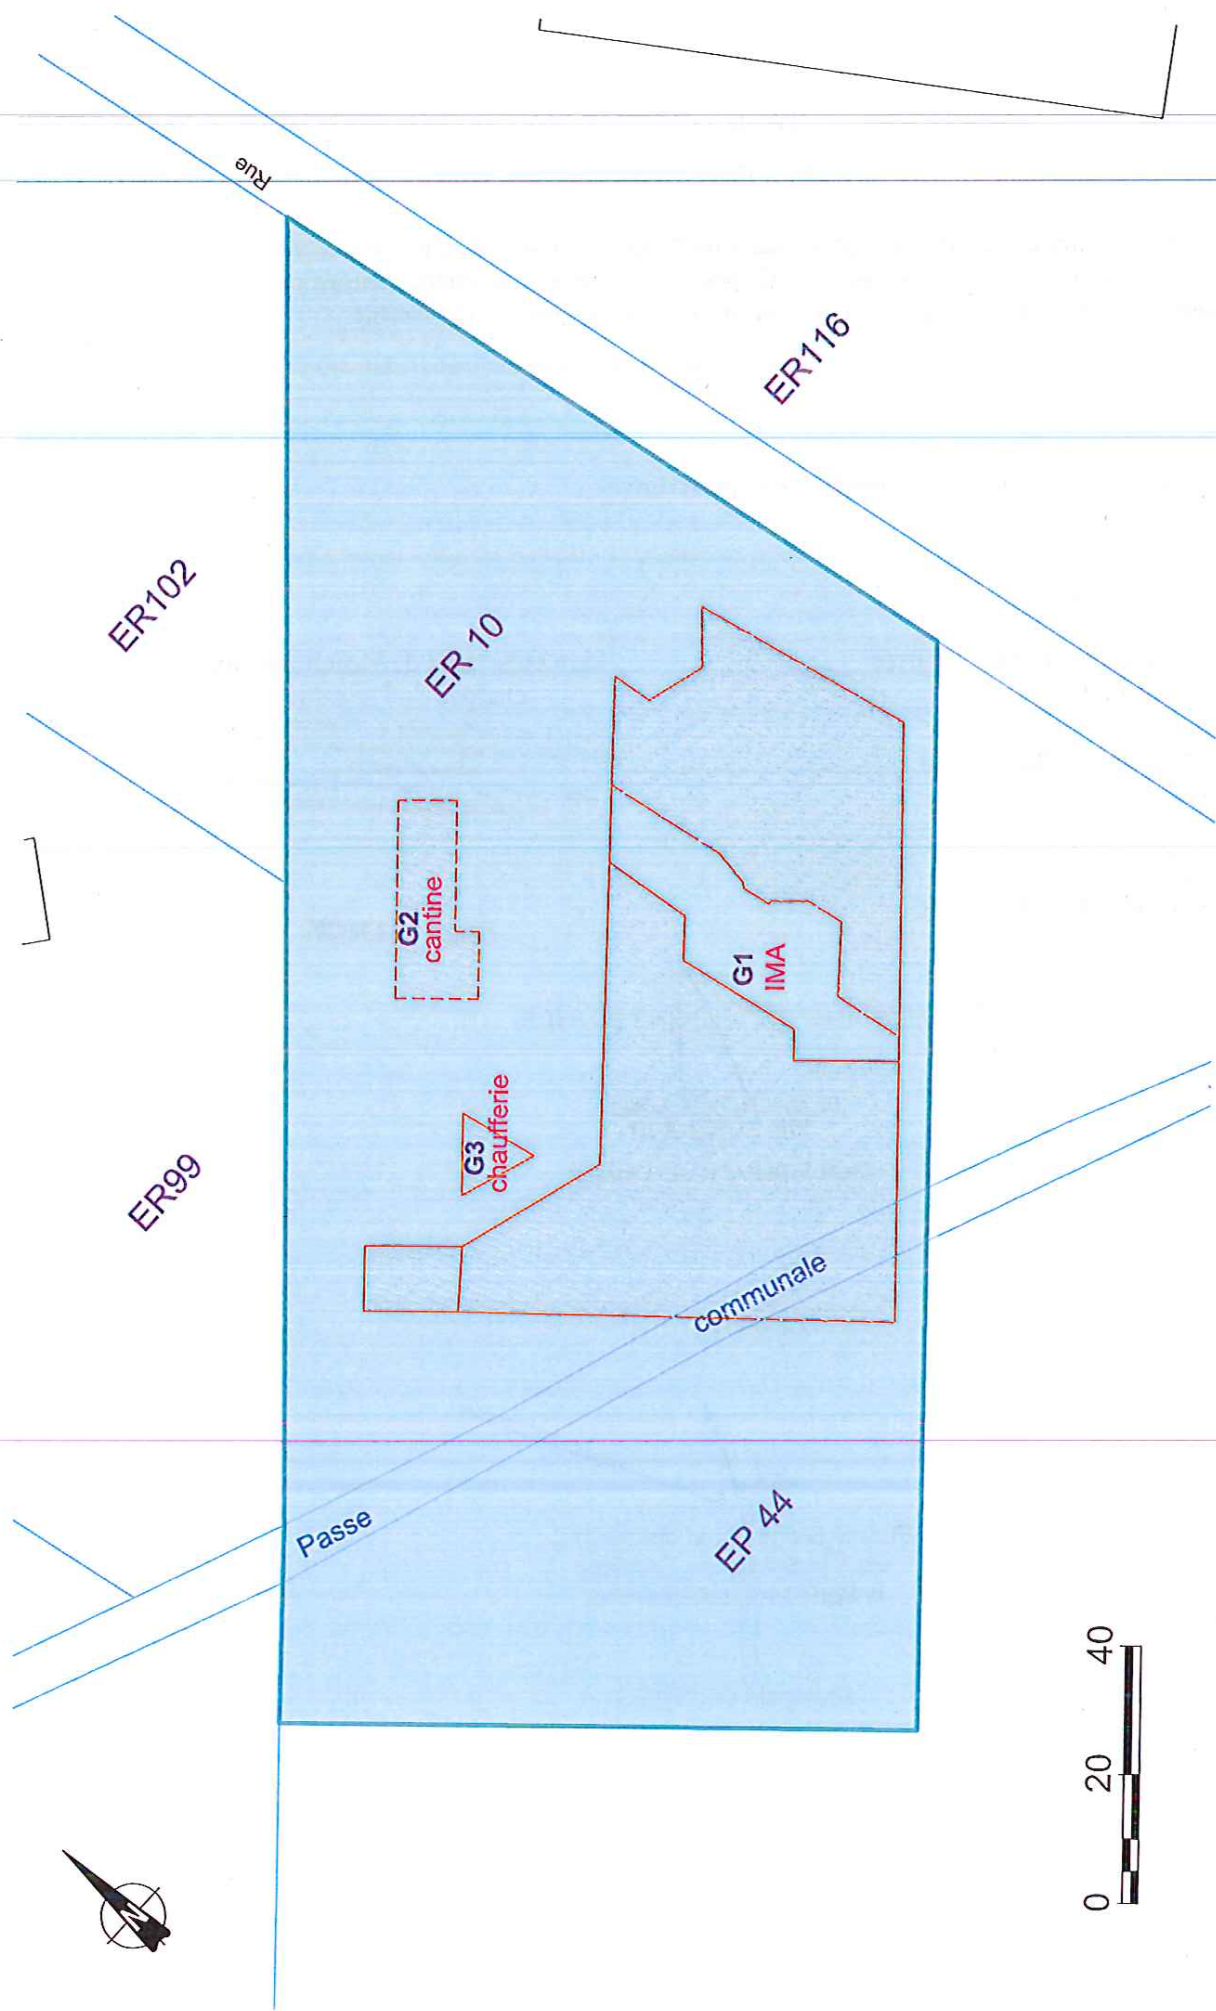 Rue
ER116
ER102
ER 10
G2
cantine
G1
IMA
G3
chaufferie
ER99
Passe
communale
EP 44
N
0 20 40